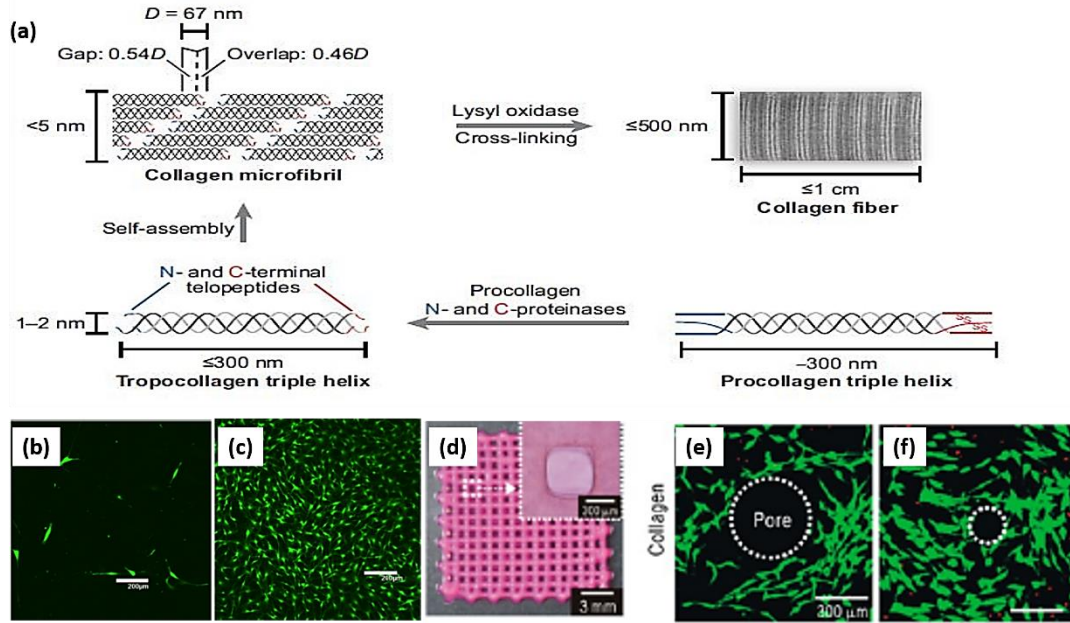 (a)
D = 67 nm
Gap: 0.54D
Overlap: 0.46D
<5 nm
Collagen microfibril
Lysyl oxidase
Cross-linking
≤500 nm
≤1 cm
Collagen fiber
Self-assembly
N- and C-terminal
telopeptides
1–2 nm
≤300 nm
Tropocollagen triple helix
Procollagen
N- and C-proteinases
S
S
S
S
~300 nm
Procollagen triple helix
(b)
200μm
(c)
200μm
(d)
200 μm
3 mm
Collagen
(e)
Pore
300 μm
(f)